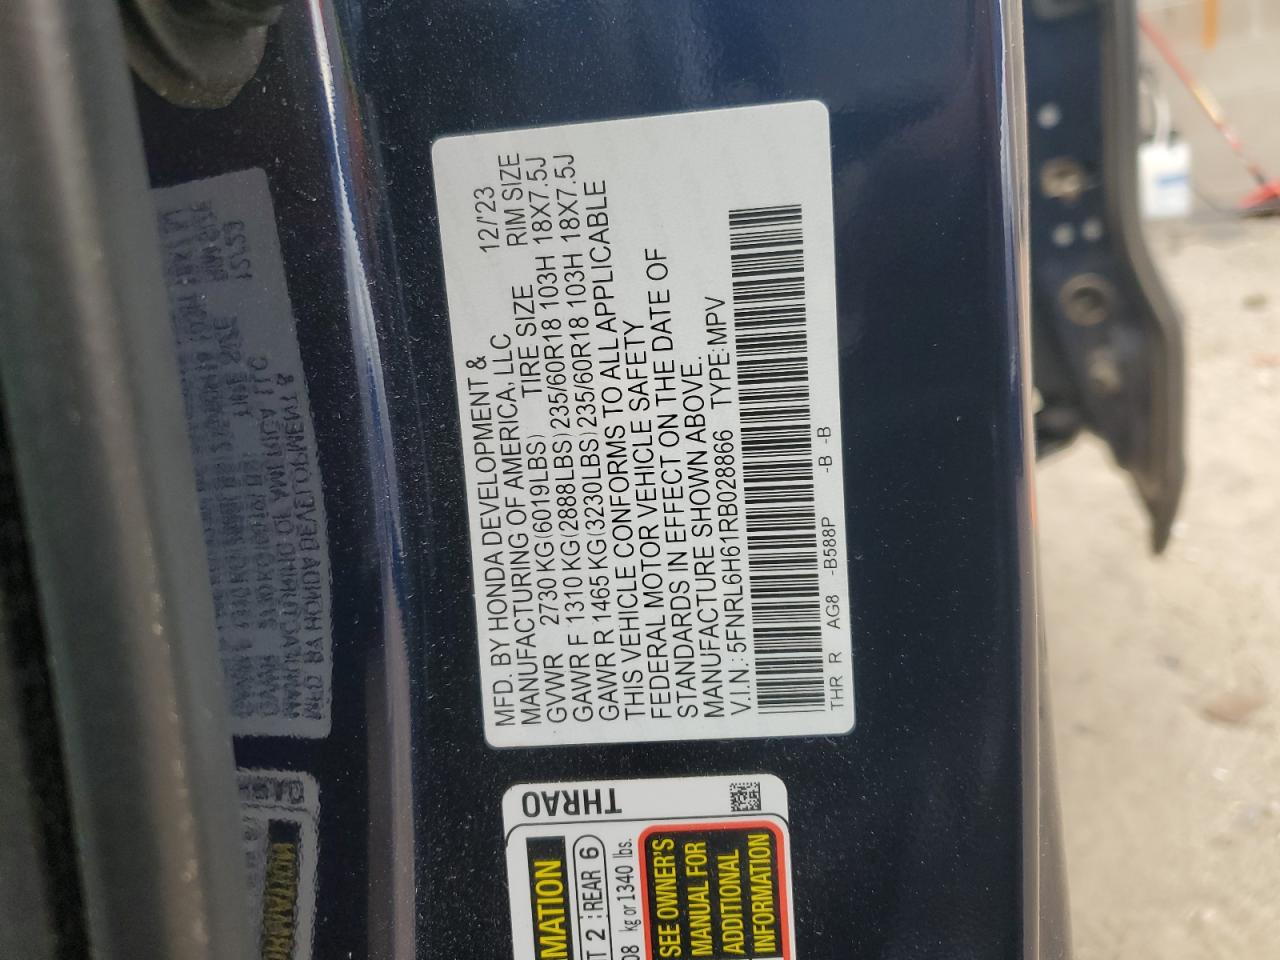 MFD. BY HONDA DEVELOPMENT &
MANUFACTURING OF AMERICA, LLC 12/'23
GVWR 2730 KG(6019LBS) TIRE SIZE RIM SIZE
GAWR F 1310 KG(2888LBS) 235/60R18 103H 18X7.5J
GAWR R 1465 KG(3230LBS) 235/60R18 103H 18X7.5J
THIS VEHICLE CONFORMS TO ALL APPLICABLE
FEDERAL MOTOR VEHICLE SAFETY
STANDARDS IN EFFECT ON THE DATE OF
MANUFACTURE SHOWN ABOVE.
V.I.N.:5FNRL6H61RB028866 TYPE:MPV
THR R AG8 -B588P -B -B
THRAO
MATION
T 2 REAR 6
08 kg or 1340 lbs.
SEE OWNER'S
MANUAL FOR
ADDITIONAL
INFORMATION